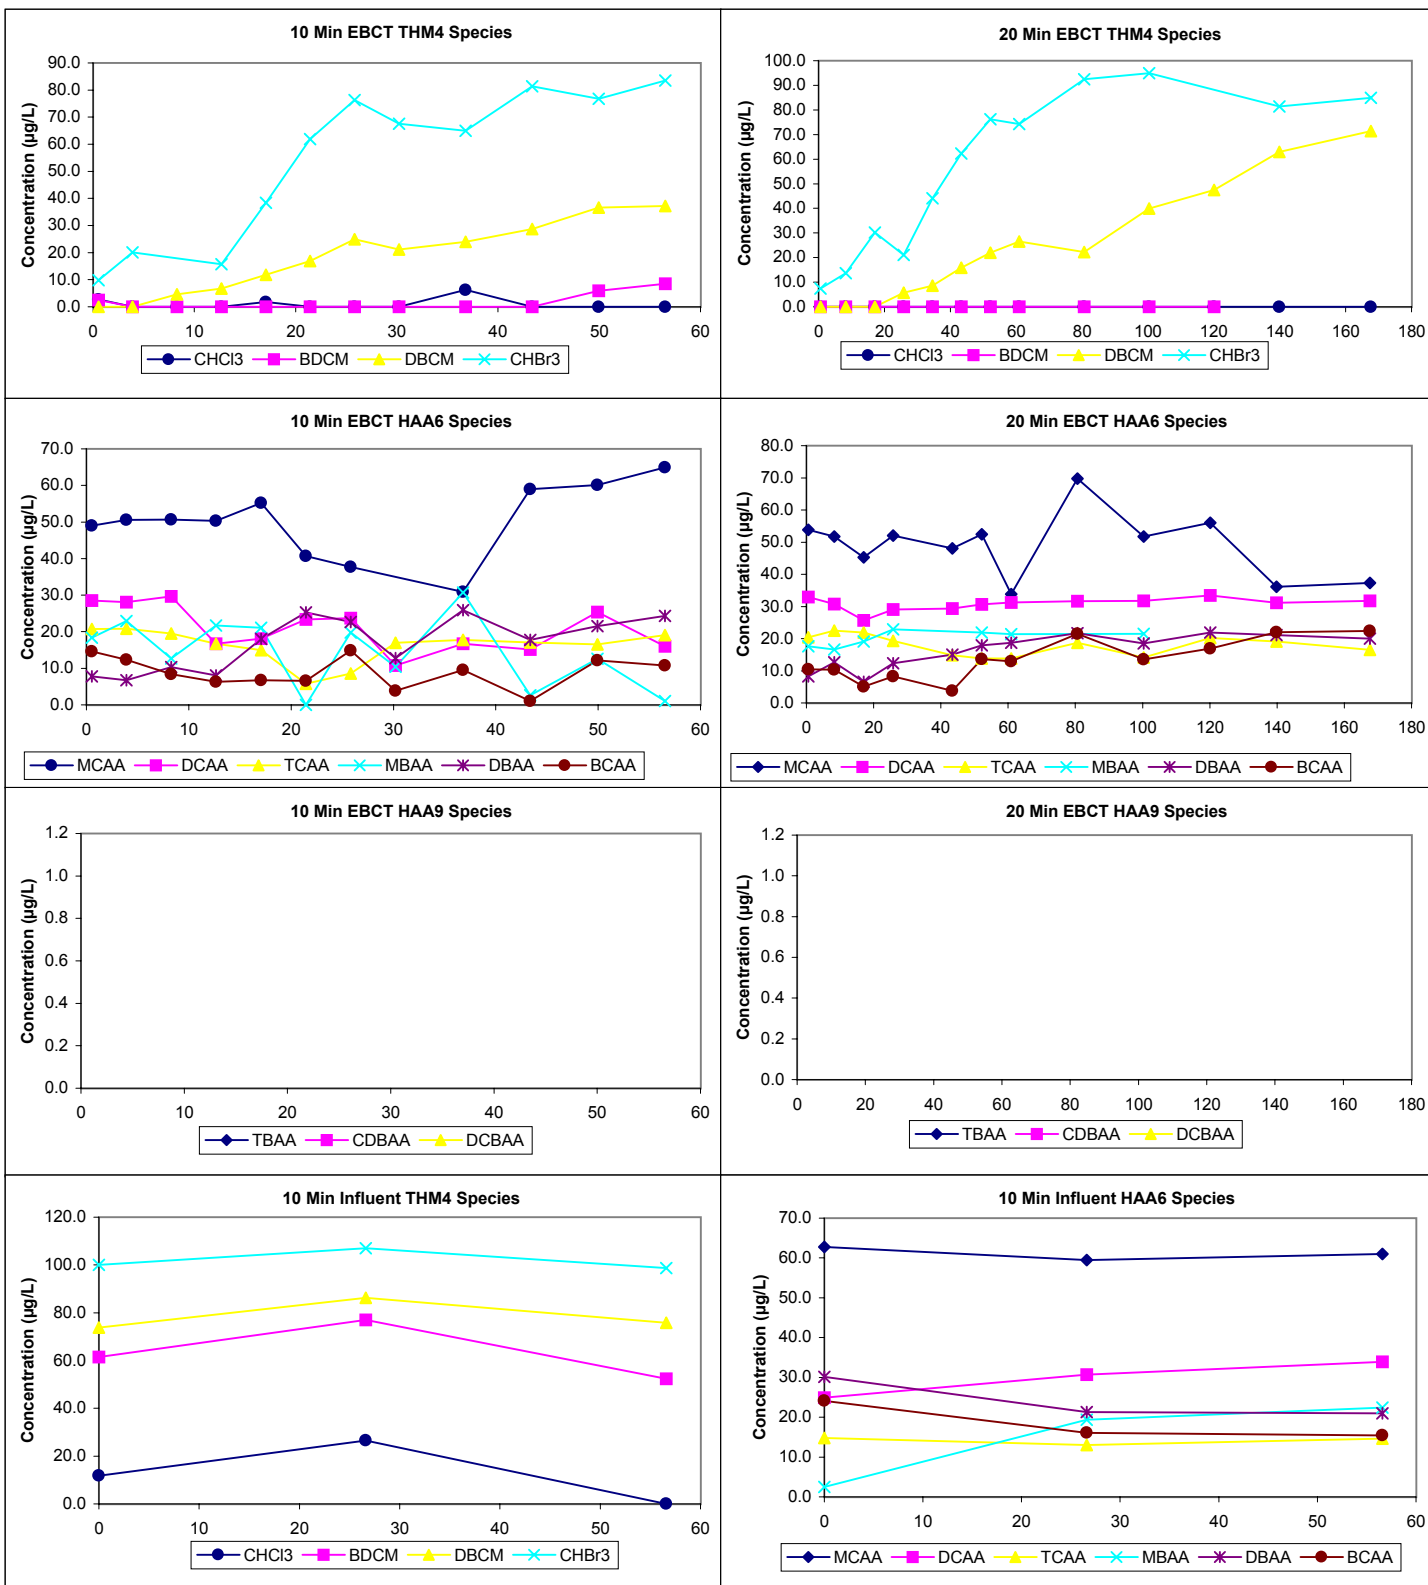 10 Min EBCT THM4 Species
Concentration (µg/L)
90.0
80.0
70.0
60.0
50.0
40.0
30.0
20.0
10.0
0.0
0 10 20 30 40 50 60
CHCl3 BDCM DBCM CHBr3
20 Min EBCT THM4 Species
Concentration (µg/L)
100.0
90.0
80.0
70.0
60.0
50.0
40.0
30.0
20.0
10.0
0.0
0 20 40 60 80 100 120 140 160 180
CHCl3 BDCM DBCM CHBr3
10 Min EBCT HAA6 Species
Concentration (µg/L)
70.0
60.0
50.0
40.0
30.0
20.0
10.0
0.0
0 10 20 30 40 50 60
MCAA DCAA TCAA MBAA DBAA BCAA
20 Min EBCT HAA6 Species
Concentration (µg/L)
80.0
70.0
60.0
50.0
40.0
30.0
20.0
10.0
0.0
0 20 40 60 80 100 120 140 160 180
MCAA DCAA TCAA MBAA DBAA BCAA
10 Min EBCT HAA9 Species
Concentration (µg/L)
1.2
1.0
0.8
0.6
0.4
0.2
0.0
0 10 20 30 40 50 60
TBAA CDBAA DCBAA
20 Min EBCT HAA9 Species
Concentration (µg/L)
1.2
1.0
0.8
0.6
0.4
0.2
0.0
0 20 40 60 80 100 120 140 160 180
TBAA CDBAA DCBAA
10 Min Influent THM4 Species
Concentration (µg/L)
120.0
100.0
80.0
60.0
40.0
20.0
0.0
0 10 20 30 40 50 60
CHCl3 BDCM DBCM CHBr3
10 Min Influent HAA6 Species
Concentration (µg/L)
70.0
60.0
50.0
40.0
30.0
20.0
10.0
0.0
0 10 20 30 40 50 60
MCAA DCAA TCAA MBAA DBAA BCAA